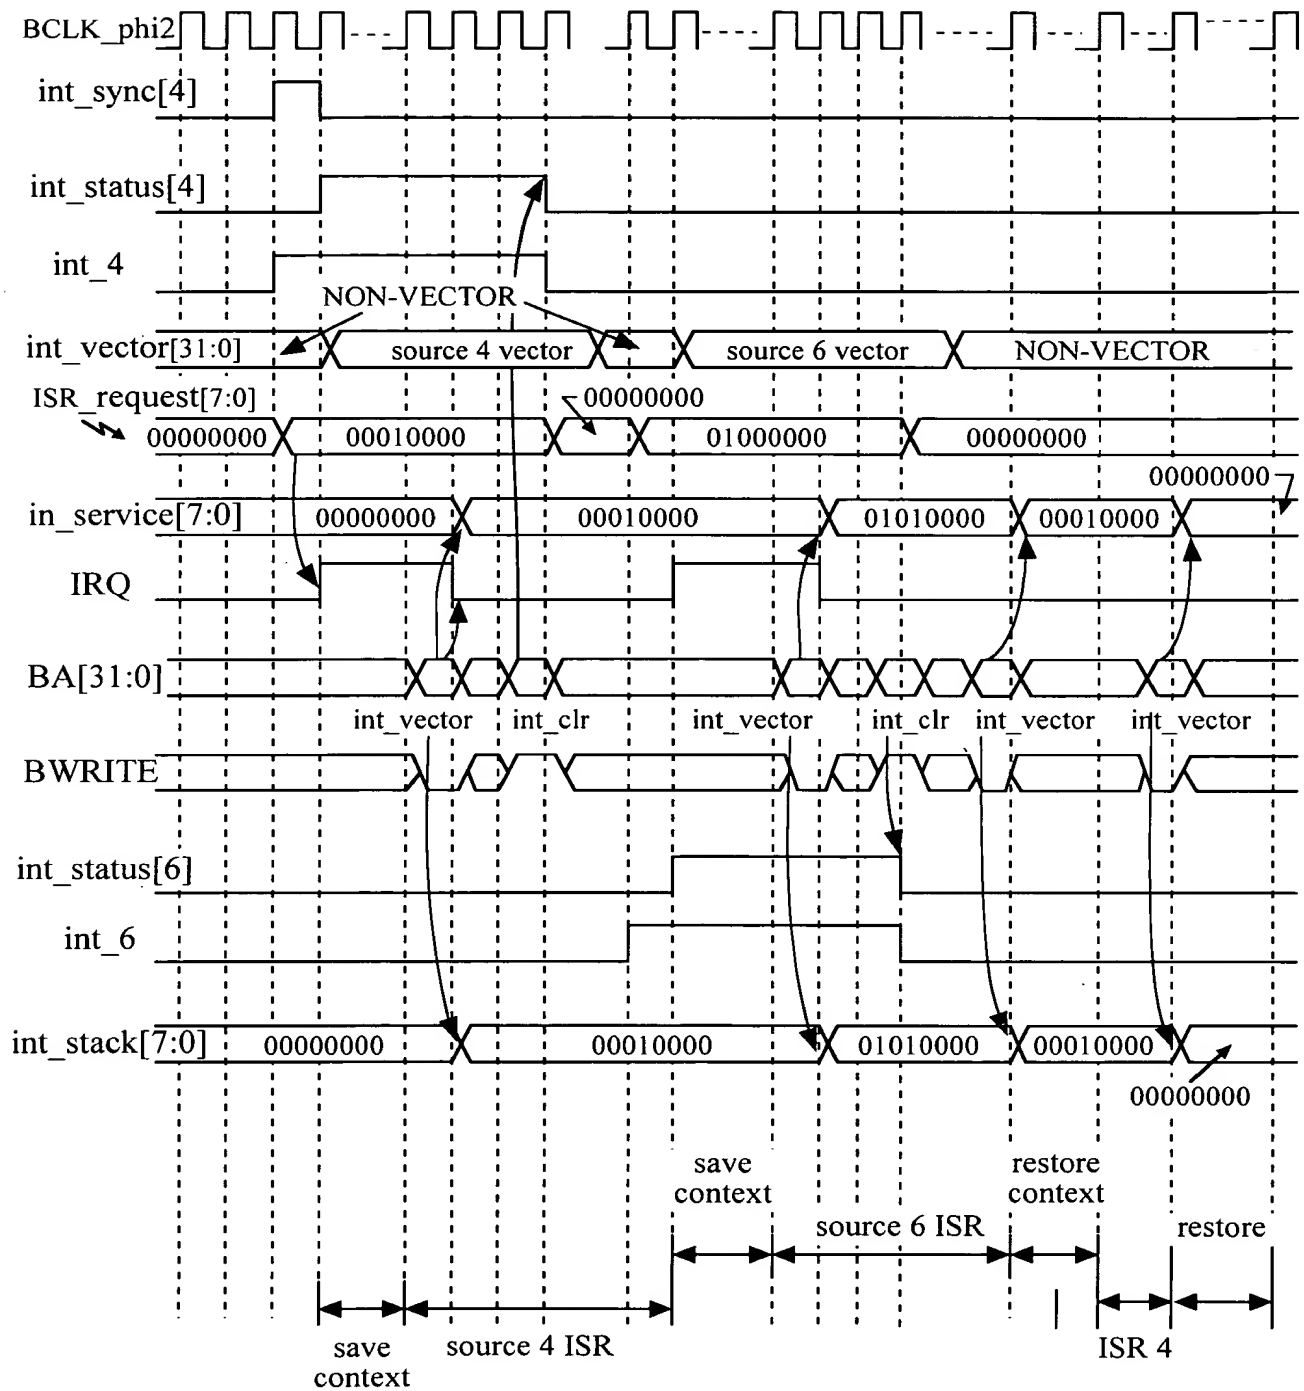 BCLK_phi2
int_sync[4]
int_status[4]
int_4
NON-VECTOR
int_vector[31:0]
source 4 vector
source 6 vector
NON-VECTOR
ISR_request[7:0]
00000000
00000000
00010000
01000000
00000000
00000000
in_service[7:0]
00000000
00010000
01010000
00010000
IRQ
BA[31:0]
int_vector
int_clr
int_vector
int_clr
int_vector
int_vector
BWRITE
int_status[6]
int_6
int_stack[7:0]
00000000
00010000
01010000
00010000
00000000
save
context
restore
context
source 6 ISR
restore
save
context
source 4 ISR
ISR 4